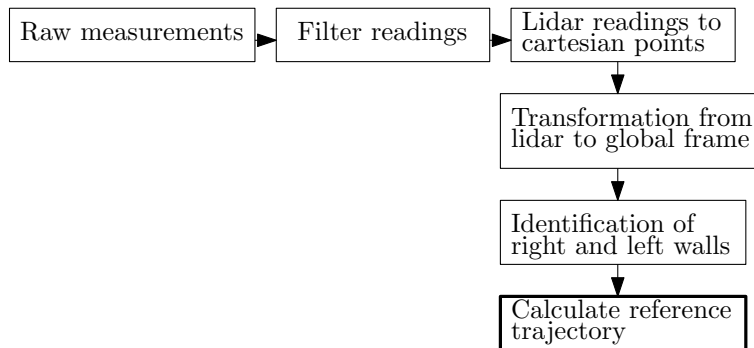 Raw measurements
Filter readings
Lidar readings to
cartesian points
Transformation from
lidar to global frame
Identification of
right and left walls
Calculate reference
trajectory